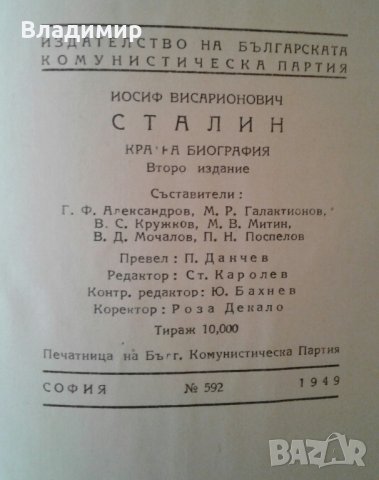 Владимир
ИЗДАТЕЛСТВО НА БЪЛГАРСКАТА
КОМУНИСТИЧЕСКА ПАРТИЯ
ИОСИФ ВИСАРИОНОВИЧ
СТАЛИН
КРАТКА БИОГРАФИЯ
Второ издание
Съставители:
Г. Ф. Александров, М. Р. Галактионов,
В. С. Кружков, М. В. Митин,
В. Д. Мочалов, П. Н. Поспелов
Превел: П. Данчев
Редактор: Ст. Каролев
Контр. редактор: Ю. Бахнев
Коректор: Роза Декало
Тираж 10,000
Печатница на Бълг. Комунистическа Партия
СОФИЯ № 592 1949
BAZAR